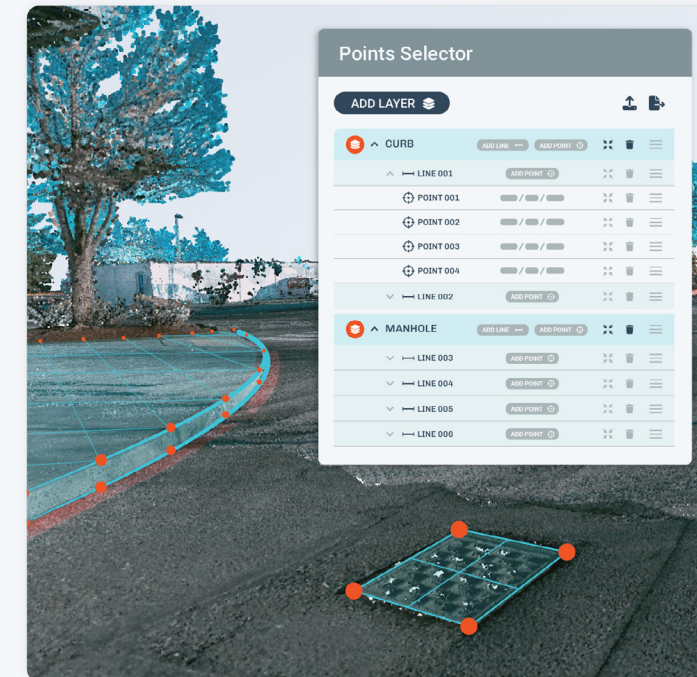 Points Selector
ADD LAYER
CURB ADD LINE ADD POINT
LINE 001 ADD POINT
POINT 001 / /
POINT 002 / /
POINT 003 / /
POINT 004 / /
LINE 002 ADD POINT
MANHOLE ADD LINE ADD POINT
LINE 003 ADD POINT
LINE 004 ADD POINT
LINE 005 ADD POINT
LINE 006 ADD POINT